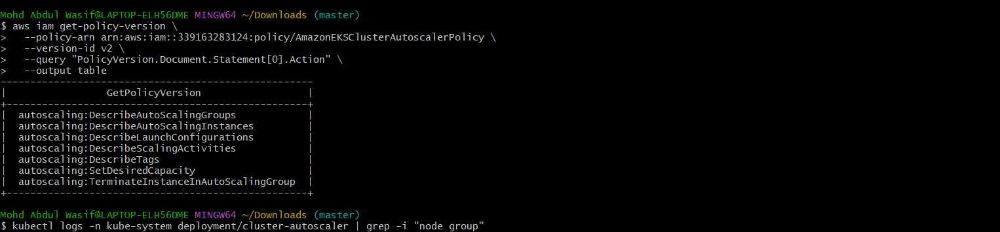 Mohd Abdul Wasif@LAPTOP-ELH56DME MINGW64 ~/Downloads (master)
$ aws iam get-policy-version \
>   --policy-arn arn:aws:iam::339163283124:policy/AmazonEKSClusterAutoscalerPolicy \
>   --version-id v2 \
>   --query "PolicyVersion.Document.Statement[0].Action" \
>   --output table
-----------------------------------------------------
|                 GetPolicyVersion                  |
+---------------------------------------------------+
|  autoscaling:DescribeAutoScalingGroups            |
|  autoscaling:DescribeAutoScalingInstances         |
|  autoscaling:DescribeLaunchConfigurations         |
|  autoscaling:DescribeScalingActivities            |
|  autoscaling:DescribeTags                         |
|  autoscaling:SetDesiredCapacity                   |
|  autoscaling:TerminateInstanceInAutoScalingGroup  |
+---------------------------------------------------+
Mohd Abdul Wasif@LAPTOP-ELH56DME MINGW64 ~/Downloads (master)
$ kubectl logs -n kube-system deployment/cluster-autoscaler | grep -i "node group"